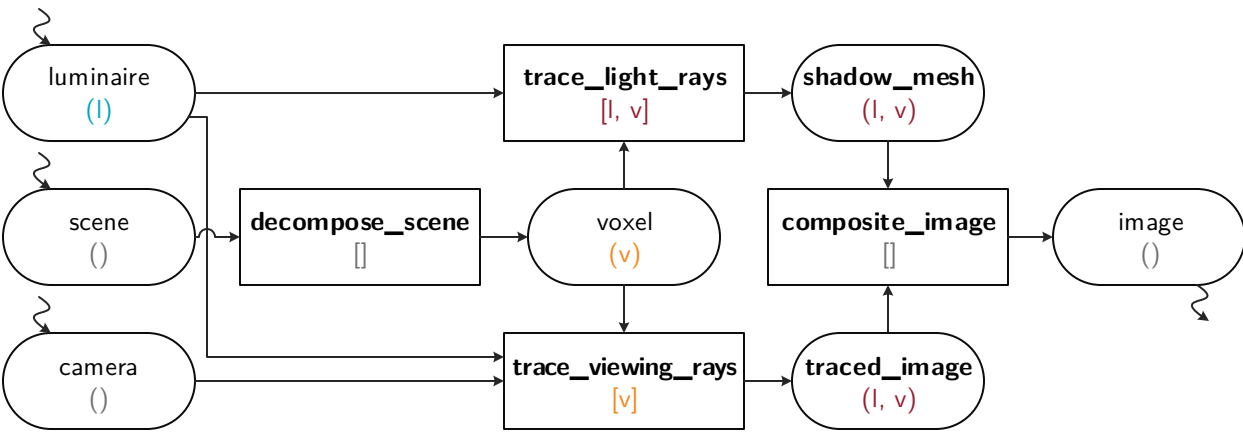 luminaire
(l)
trace_light_rays
[l, v]
shadow_mesh
(l, v)
scene
()
decompose_scene
[]
voxel
(v)
composite_image
[]
image
()
camera
()
trace_viewing_rays
[v]
traced_image
(l, v)